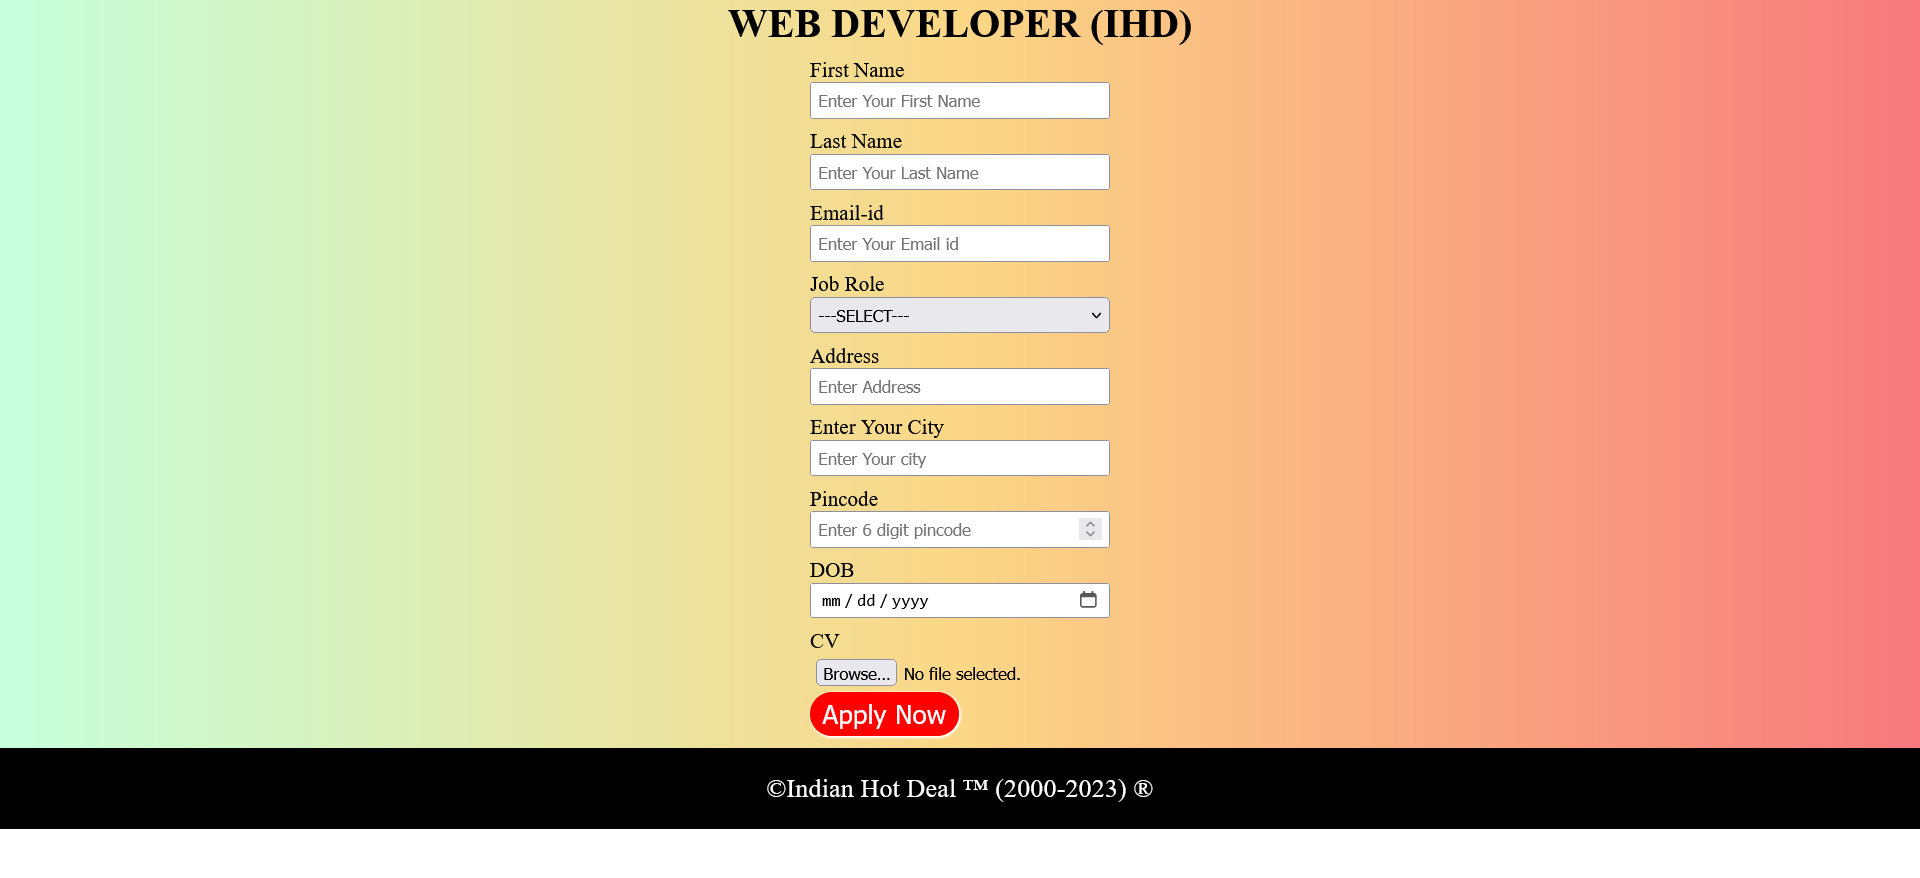 WEB DEVELOPER (IHD)
First Name
Enter Your First Name
Last Name
Enter Your Last Name
Email-id
Enter Your Email id
Job Role
---SELECT---
Address
Enter Address
Enter Your City
Enter Your city
Pincode
Enter 6 digit pincode
DOB
mm / dd / yyyy
CV
Browse... No file selected.
Apply Now
©Indian Hot Deal ™ (2000-2023) ®